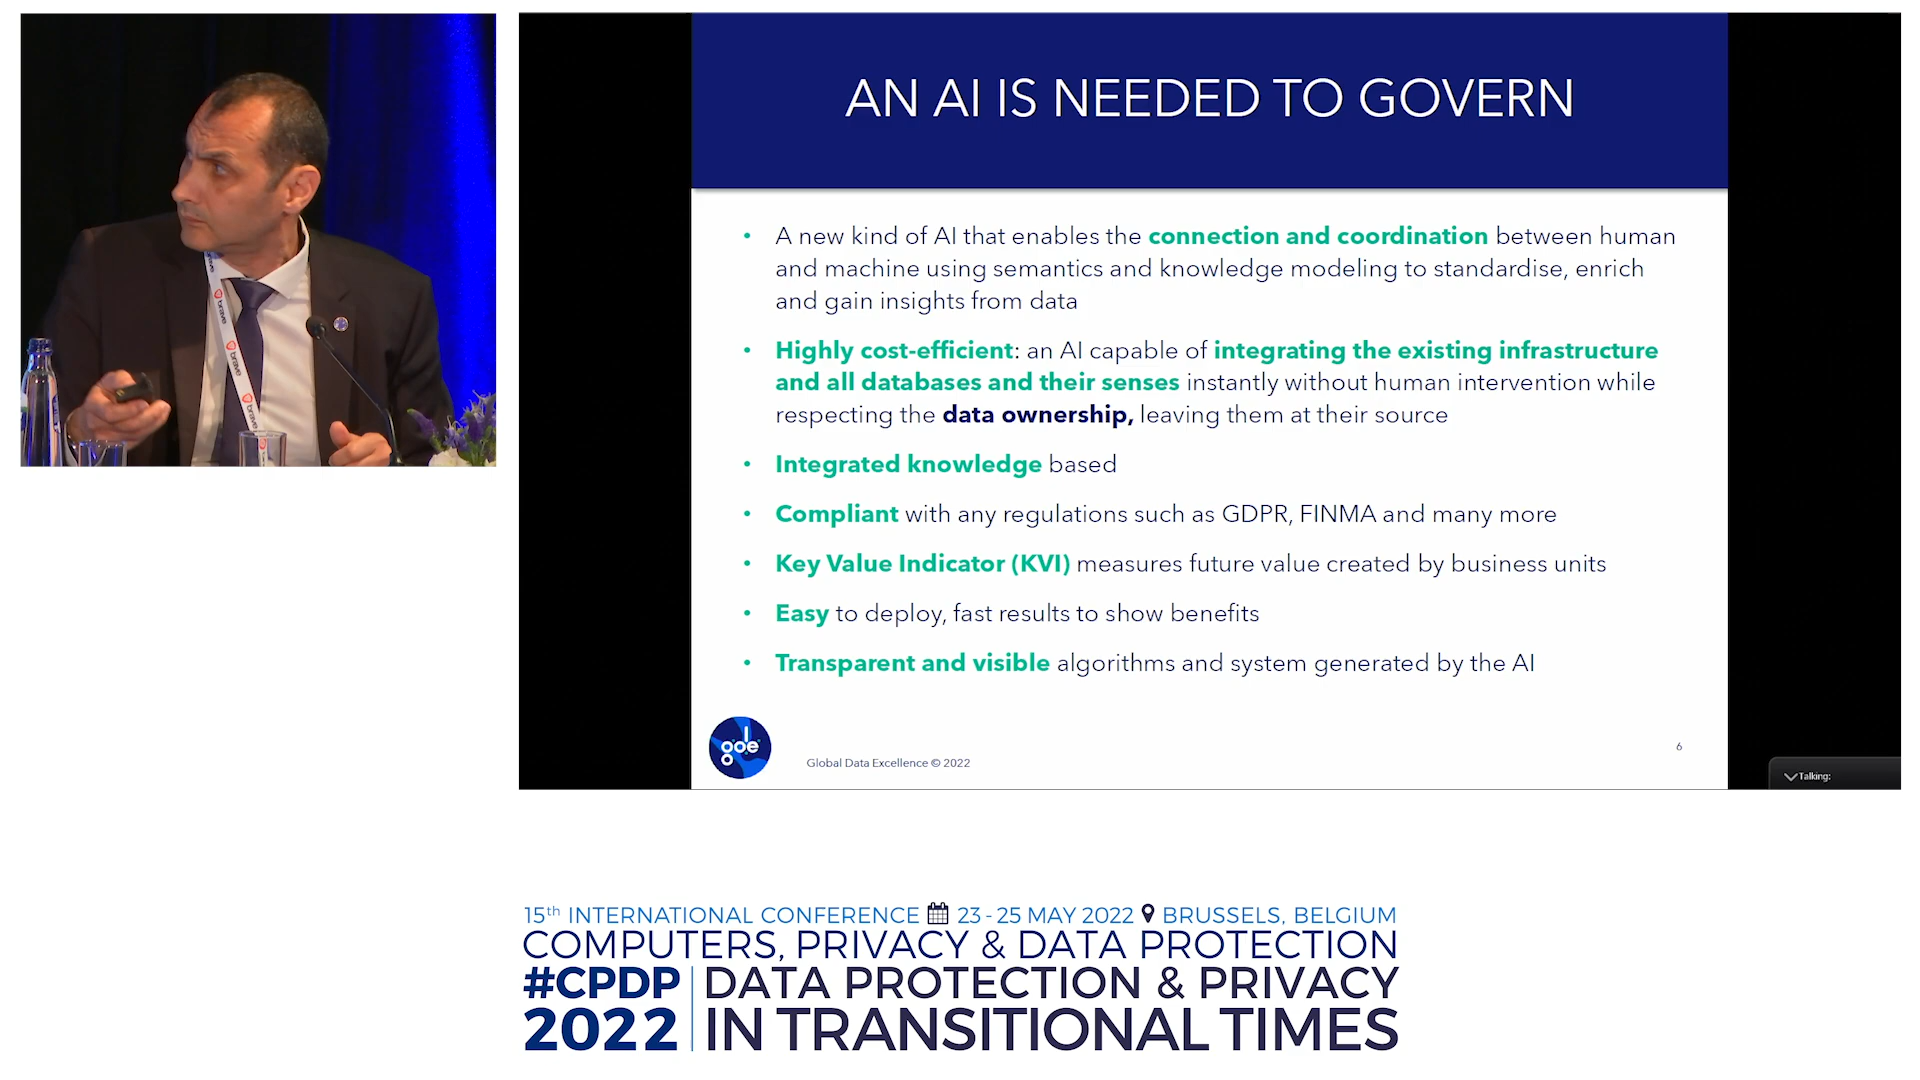 AN AI IS NEEDED TO GOVERN
• A new kind of AI that enables the connection and coordination between human
and machine using semantics and knowledge modeling to standardise, enrich
and gain insights from data
• Highly cost-efficient: an AI capable of integrating the existing infrastructure
and all databases and their senses instantly without human intervention while
respecting the data ownership, leaving them at their source
• Integrated knowledge based
• Compliant with any regulations such as GDPR, FINMA and many more
• Key Value Indicator (KVI) measures future value created by business units
• Easy to deploy, fast results to show benefits
• Transparent and visible algorithms and system generated by the AI
Global Data Excellence © 2022
6
Talking:
brave
brave
brave
15th INTERNATIONAL CONFERENCE 23 - 25 MAY 2022 BRUSSELS, BELGIUM
COMPUTERS, PRIVACY & DATA PROTECTION
#CPDP DATA PROTECTION & PRIVACY
2022 IN TRANSITIONAL TIMES